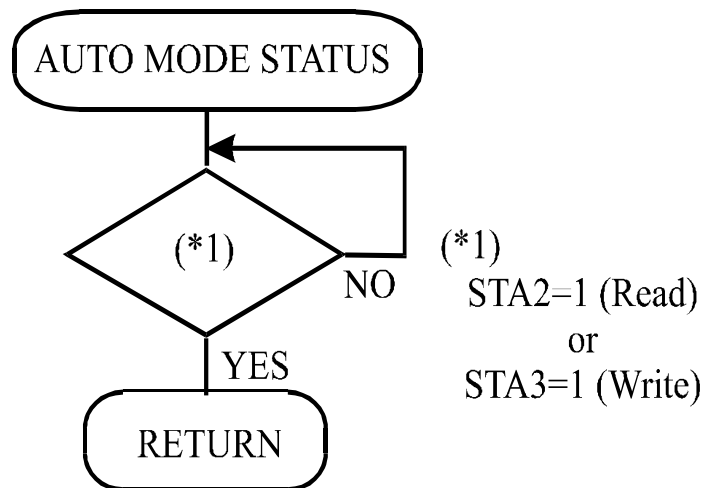 AUTO MODE STATUS
(*1)
NO
YES
RETURN
(*1)
STA2=1 (Read)
or
STA3=1 (Write)